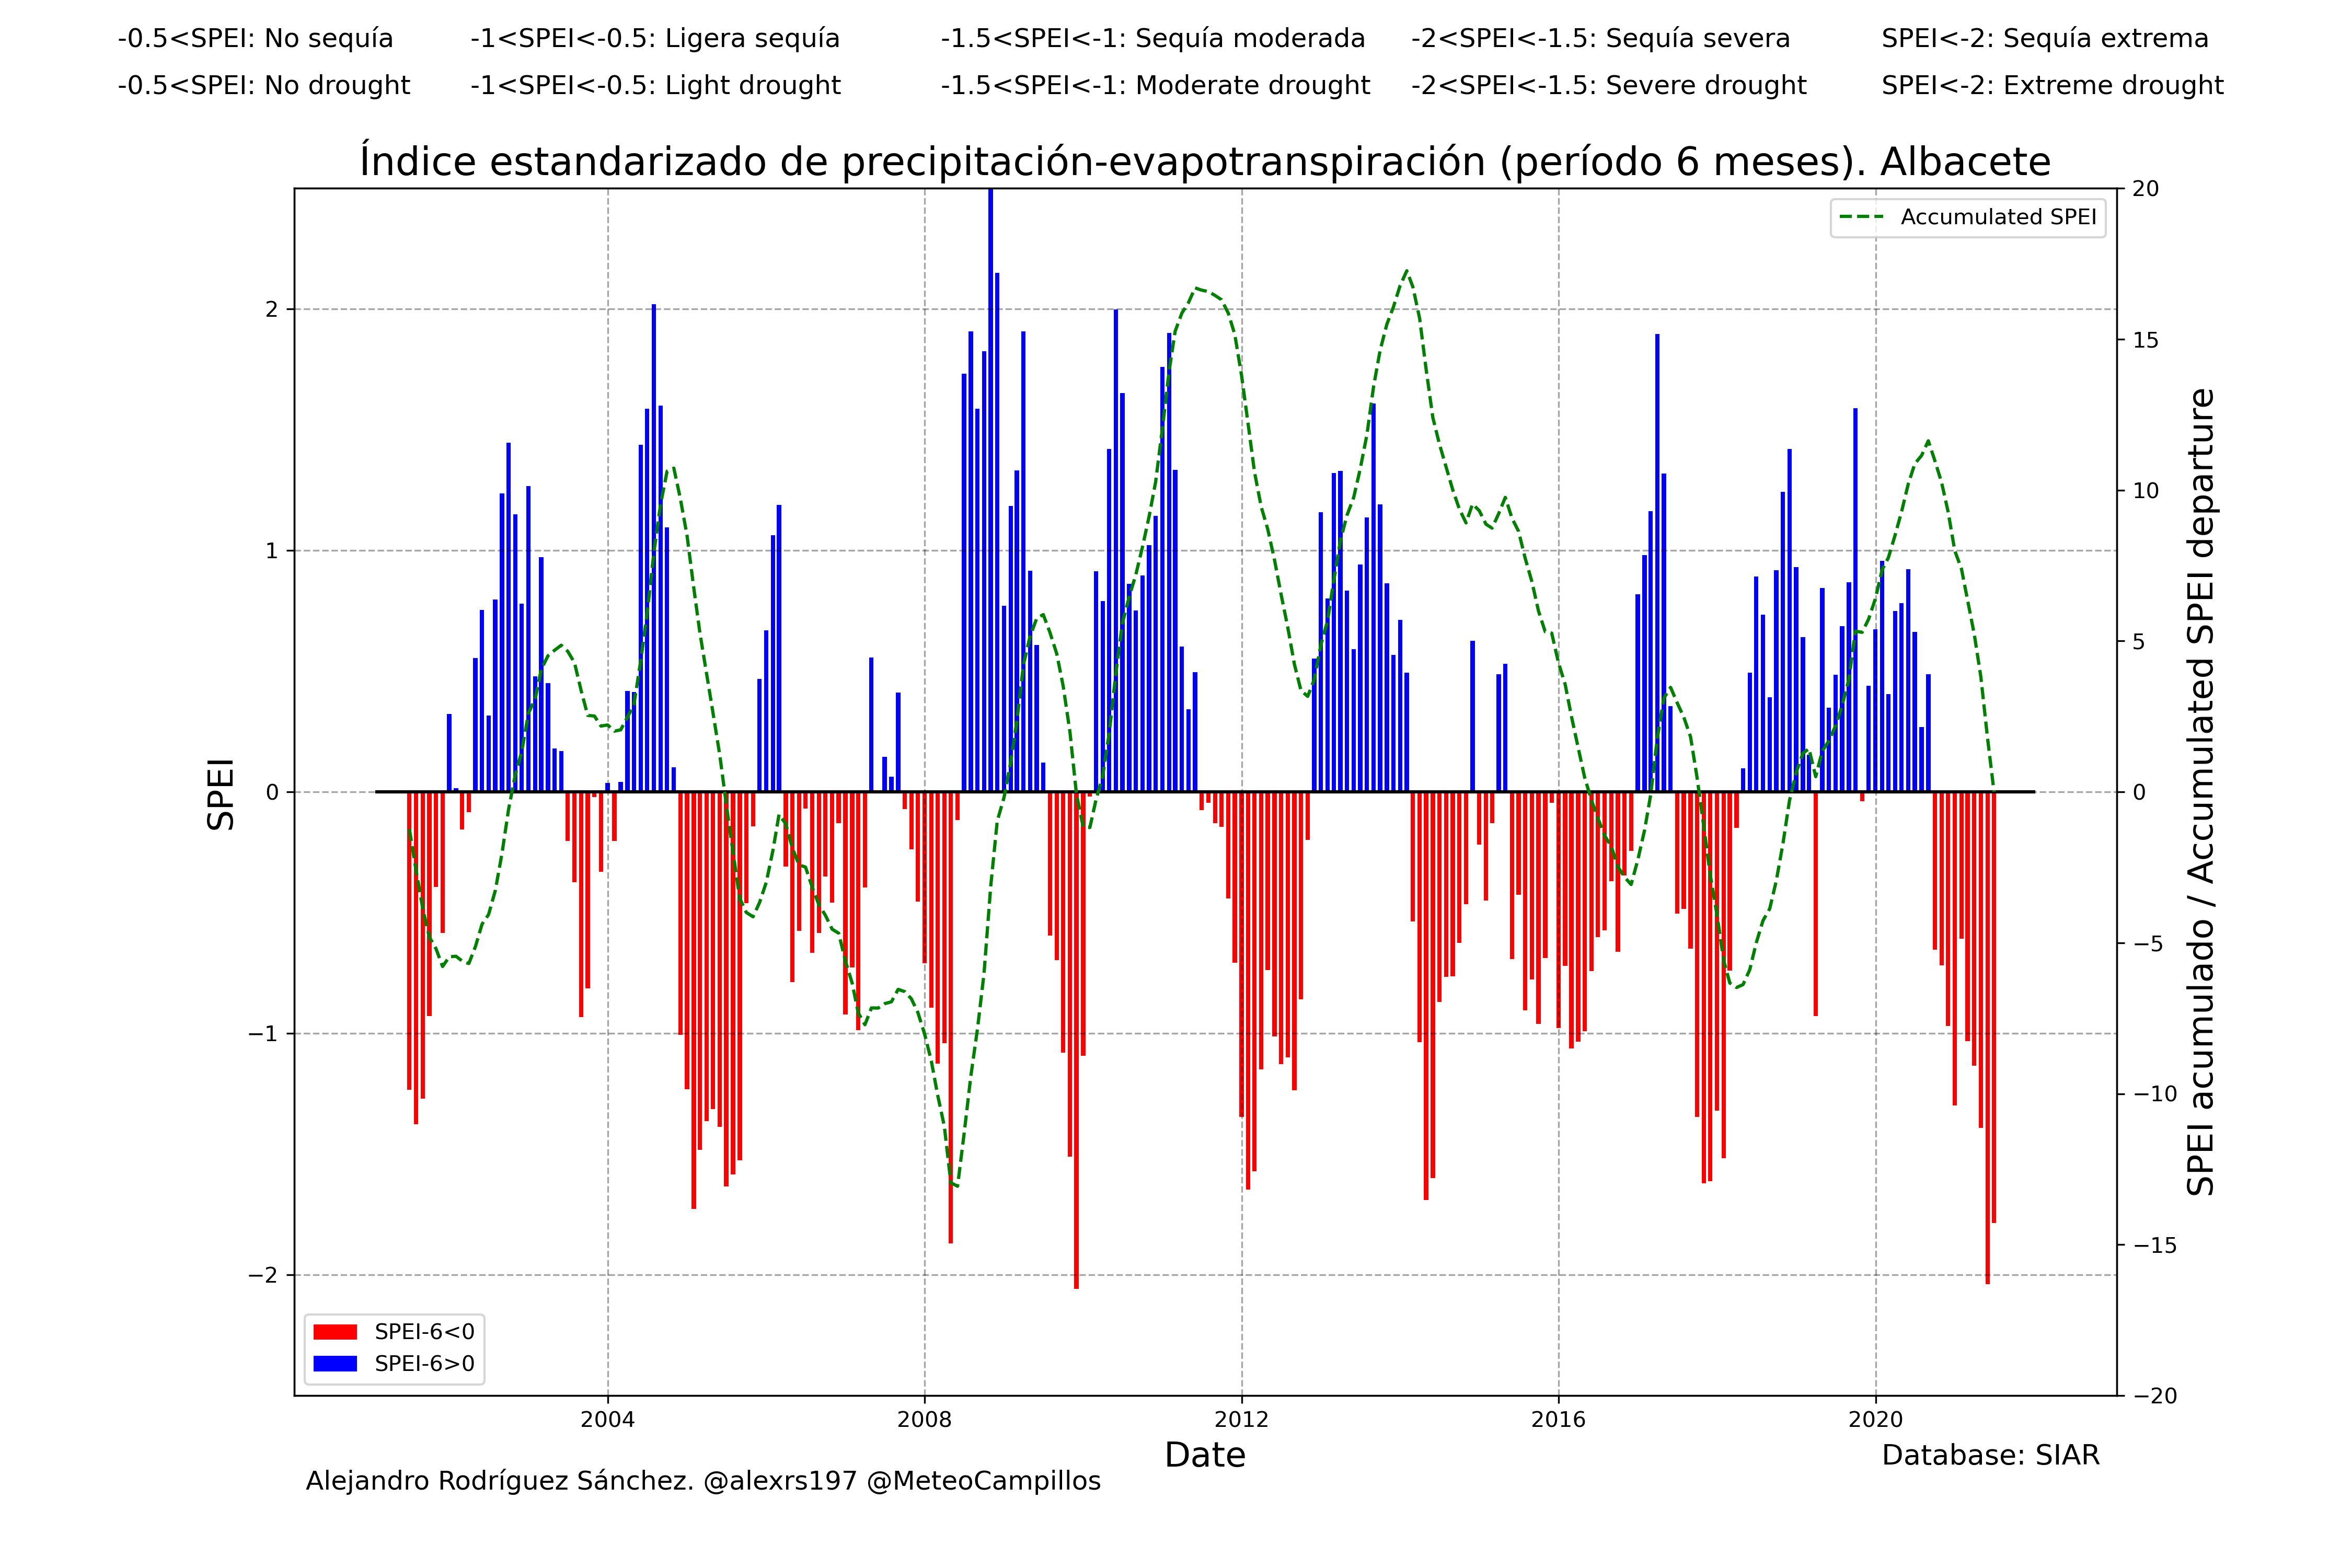 -0.5<SPEI: No sequía -1<SPEI<-0.5: Ligera sequía -1.5<SPEI<-1: Sequía moderada -2<SPEI<-1.5: Sequía severa SPEI<-2: Sequía extrema
-0.5<SPEI: No drought -1<SPEI<-0.5: Light drought -1.5<SPEI<-1: Moderate drought -2<SPEI<-1.5: Severe drought SPEI<-2: Extreme drought
Índice estandarizado de precipitación-evapotranspiración (período 6 meses). Albacete
Accumulated SPEI
SPEI
2
1
0
−1
−2
20
15
10
5
0
−5
−10
−15
−20
SPEI acumulado / Accumulated SPEI departure
SPEI-6<0
SPEI-6>0
2004 2008 2012 2016 2020
Date
Database: SIAR
Alejandro Rodríguez Sánchez. @alexrs197 @MeteoCampillos